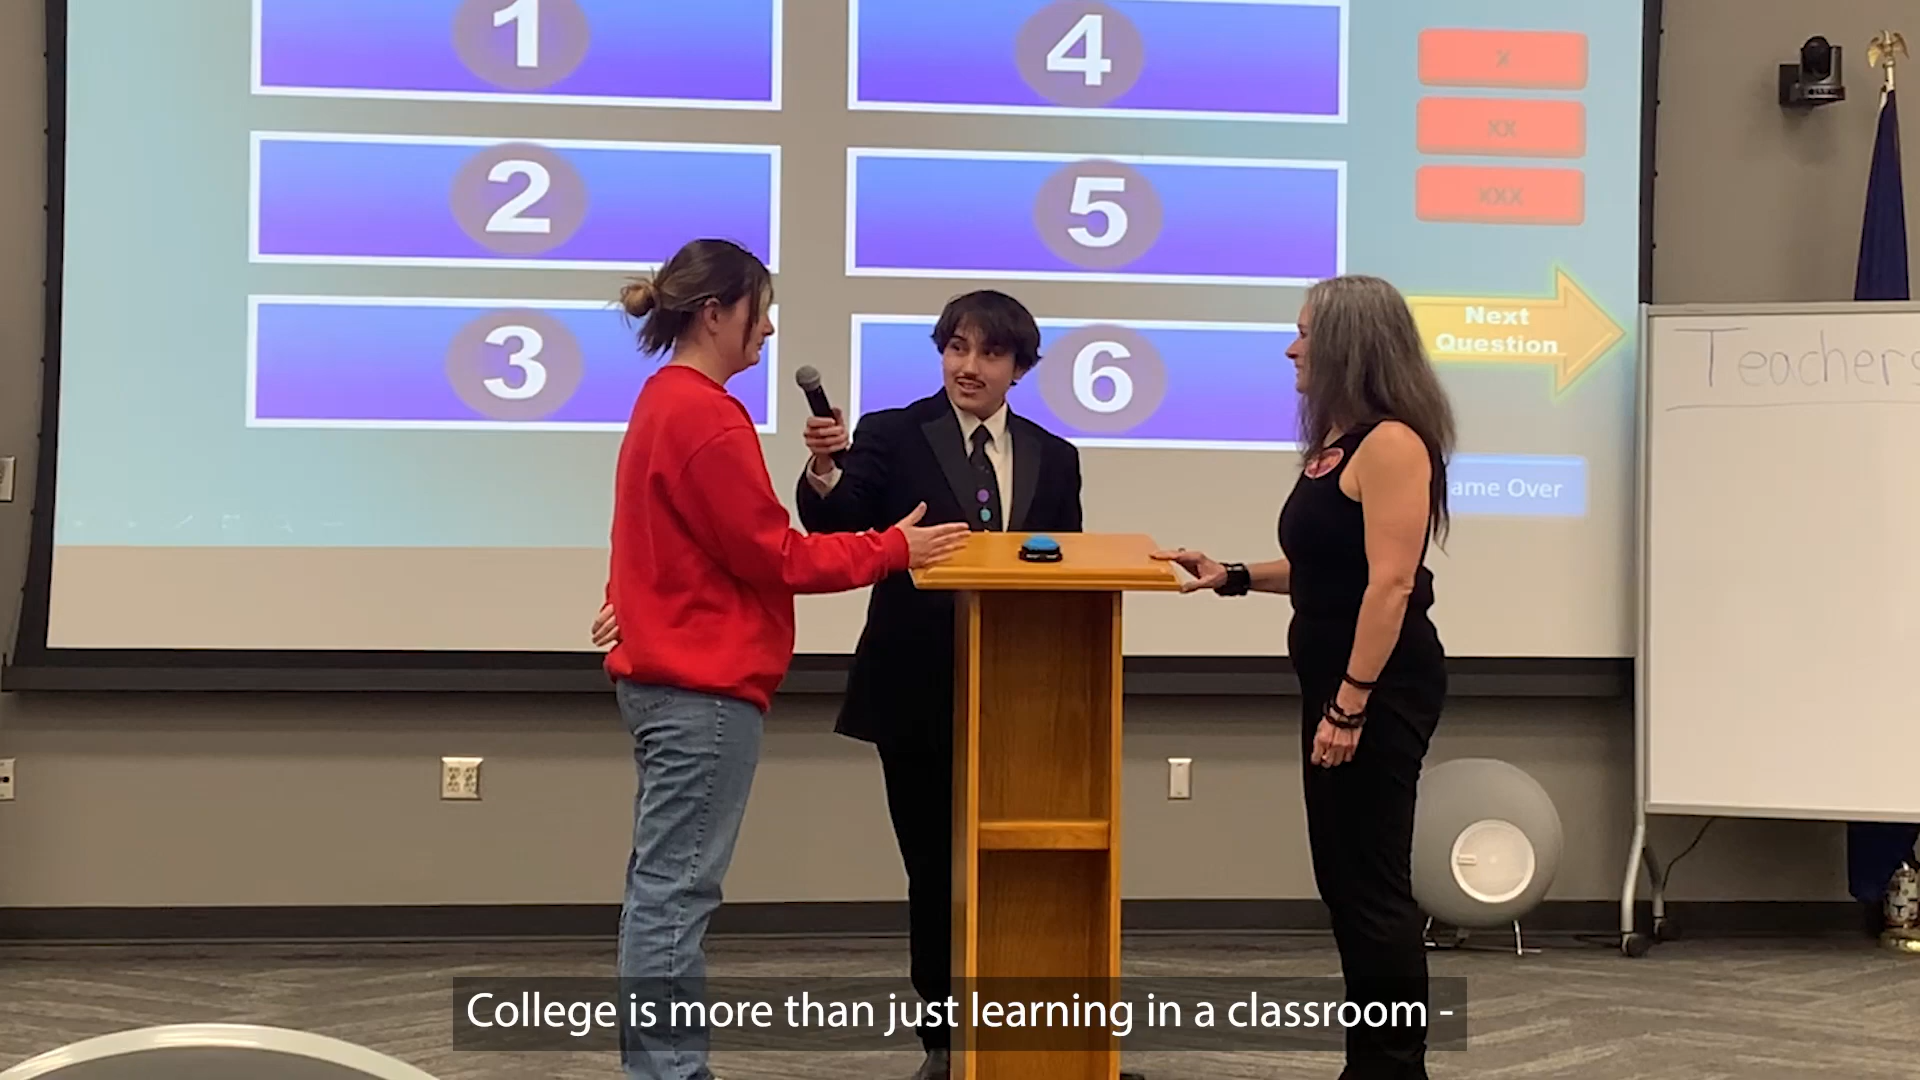 1
4
X
XX
2
5
XXX
Next
Question
3
6
Teachers
ame Over
College is more than just learning in a classroom -